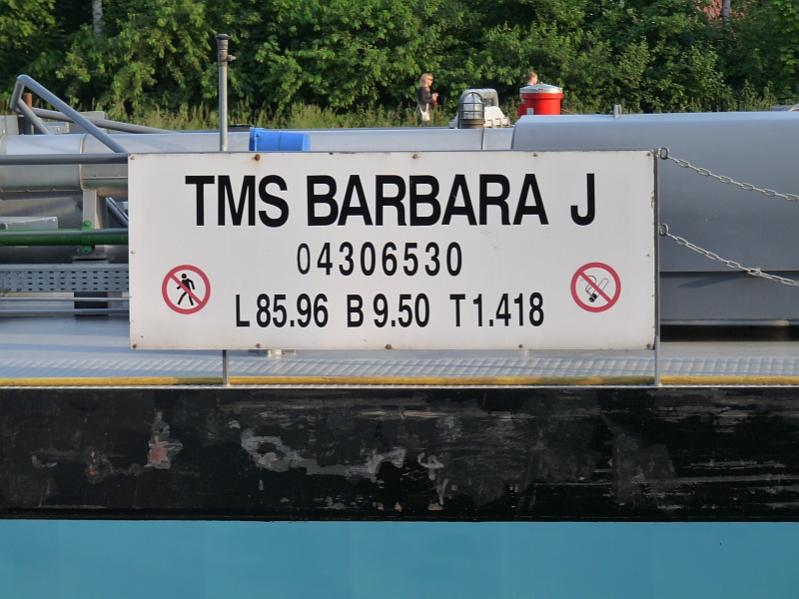 TMS BARBARA J
04306530
L 85.96 B 9.50 T 1.418